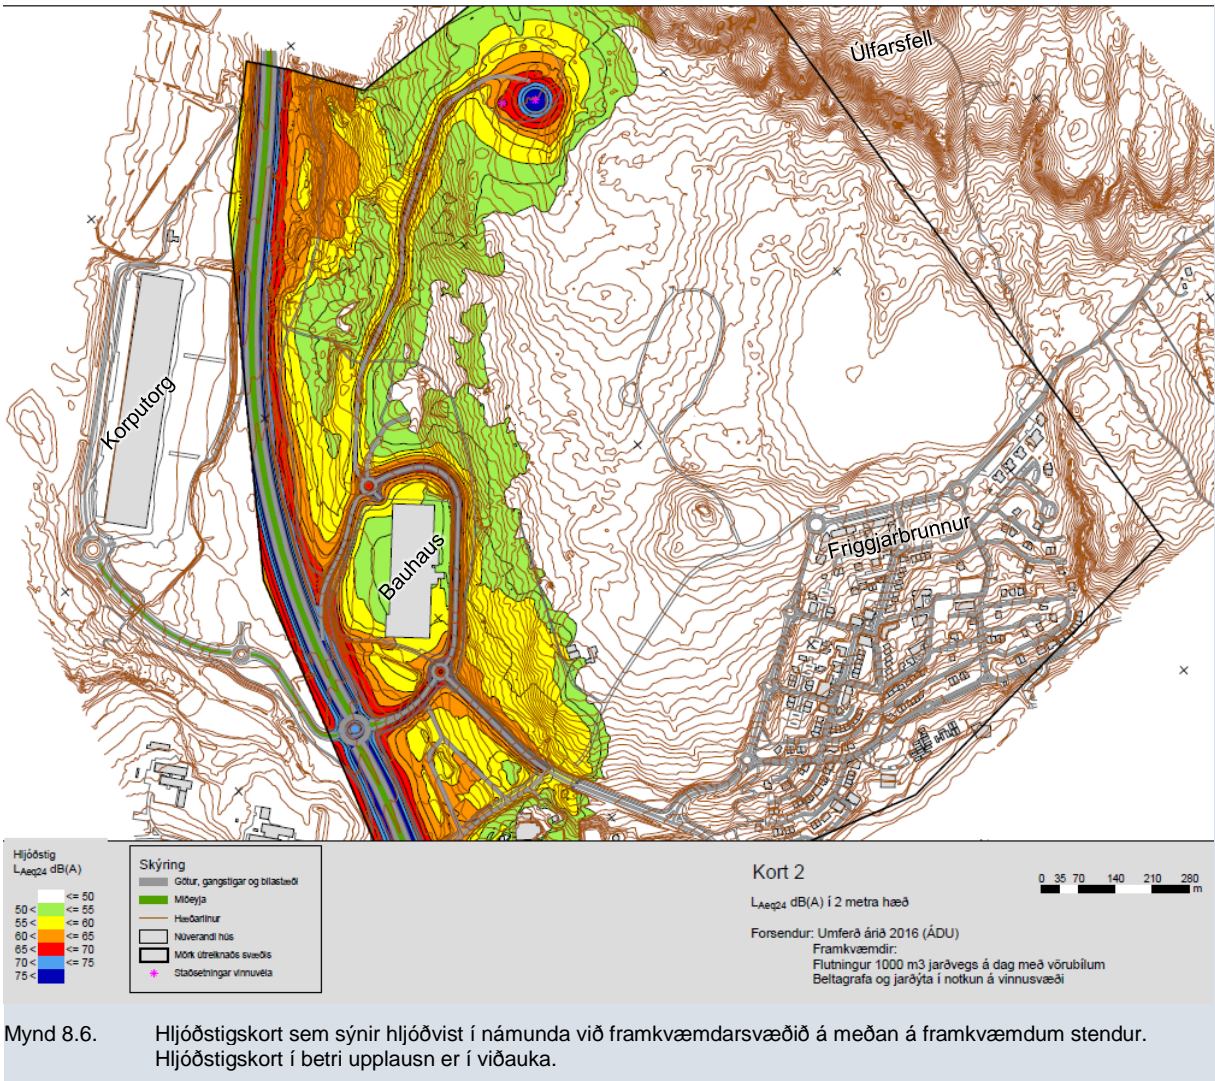 Úlfarsfell
Korputorg
Bauhaus
Friggjarbrunnur
Hljóðstig
LAeq24 dB(A)
<= 50
50 < <= 55
55 < <= 60
60 < <= 65
65 < <= 70
70 < <= 75
75 <
Skýring
Götur, gangstigar og bílastæði
Miðeyja
Hæðarlínur
Núverandi hús
Mörk útreiknaðs svæðis
Staðsetningar vinnuvéla
Kort 2
LAeq24 dB(A) í 2 metra hæð
Forsendur: Umferð árið 2016 (ÁDU)
Framkvæmdir:
Flutningur 1000 m3 jarðvegs á dag með vörubílum
Beltagrafa og jarðýta í notkun á vinnusvæði
0 35 70 140 210 280
m
Mynd 8.6. Hljóðstigskort sem sýnir hljóðvist í námunda við framkvæmdarsvæðið á meðan á framkvæmdum stendur.
Hljóðstigskort í betri upplausn er í viðauka.